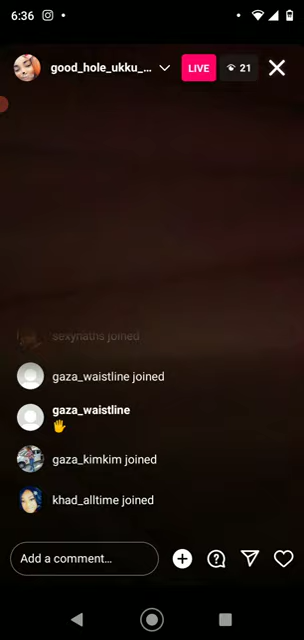 6:36
good_hole_ukku_...
LIVE
21
sexynaths joined
gaza_waistline joined
gaza_waistline
🖐
gaza_kimkim joined
khad_alltime joined
Add a comment...